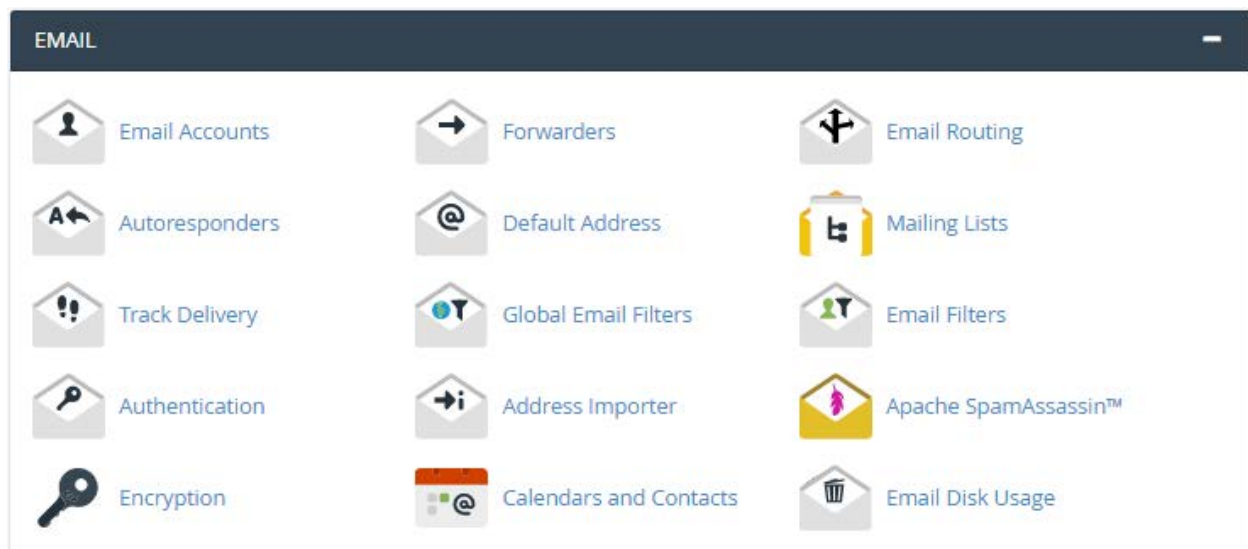 EMAIL
Email Accounts
Forwarders
Email Routing
Autoresponders
Default Address
Mailing Lists
Track Delivery
Global Email Filters
Email Filters
Authentication
Address Importer
Apache SpamAssassin™
Encryption
Calendars and Contacts
Email Disk Usage